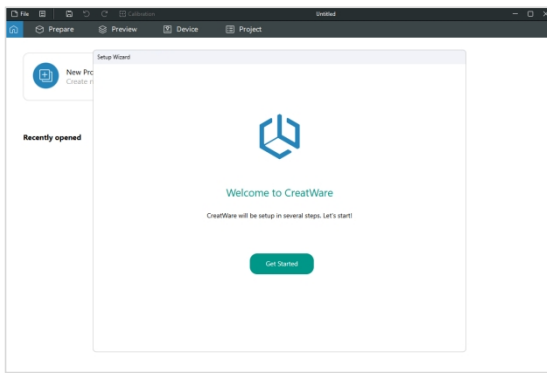 File Calibration Untitled
Prepare Preview Device Project
Setup Wizard
New Pro
Create n
Recently opened
Welcome to CreatWare
CreatWare will be setup in several steps. Let's start!
Get Started